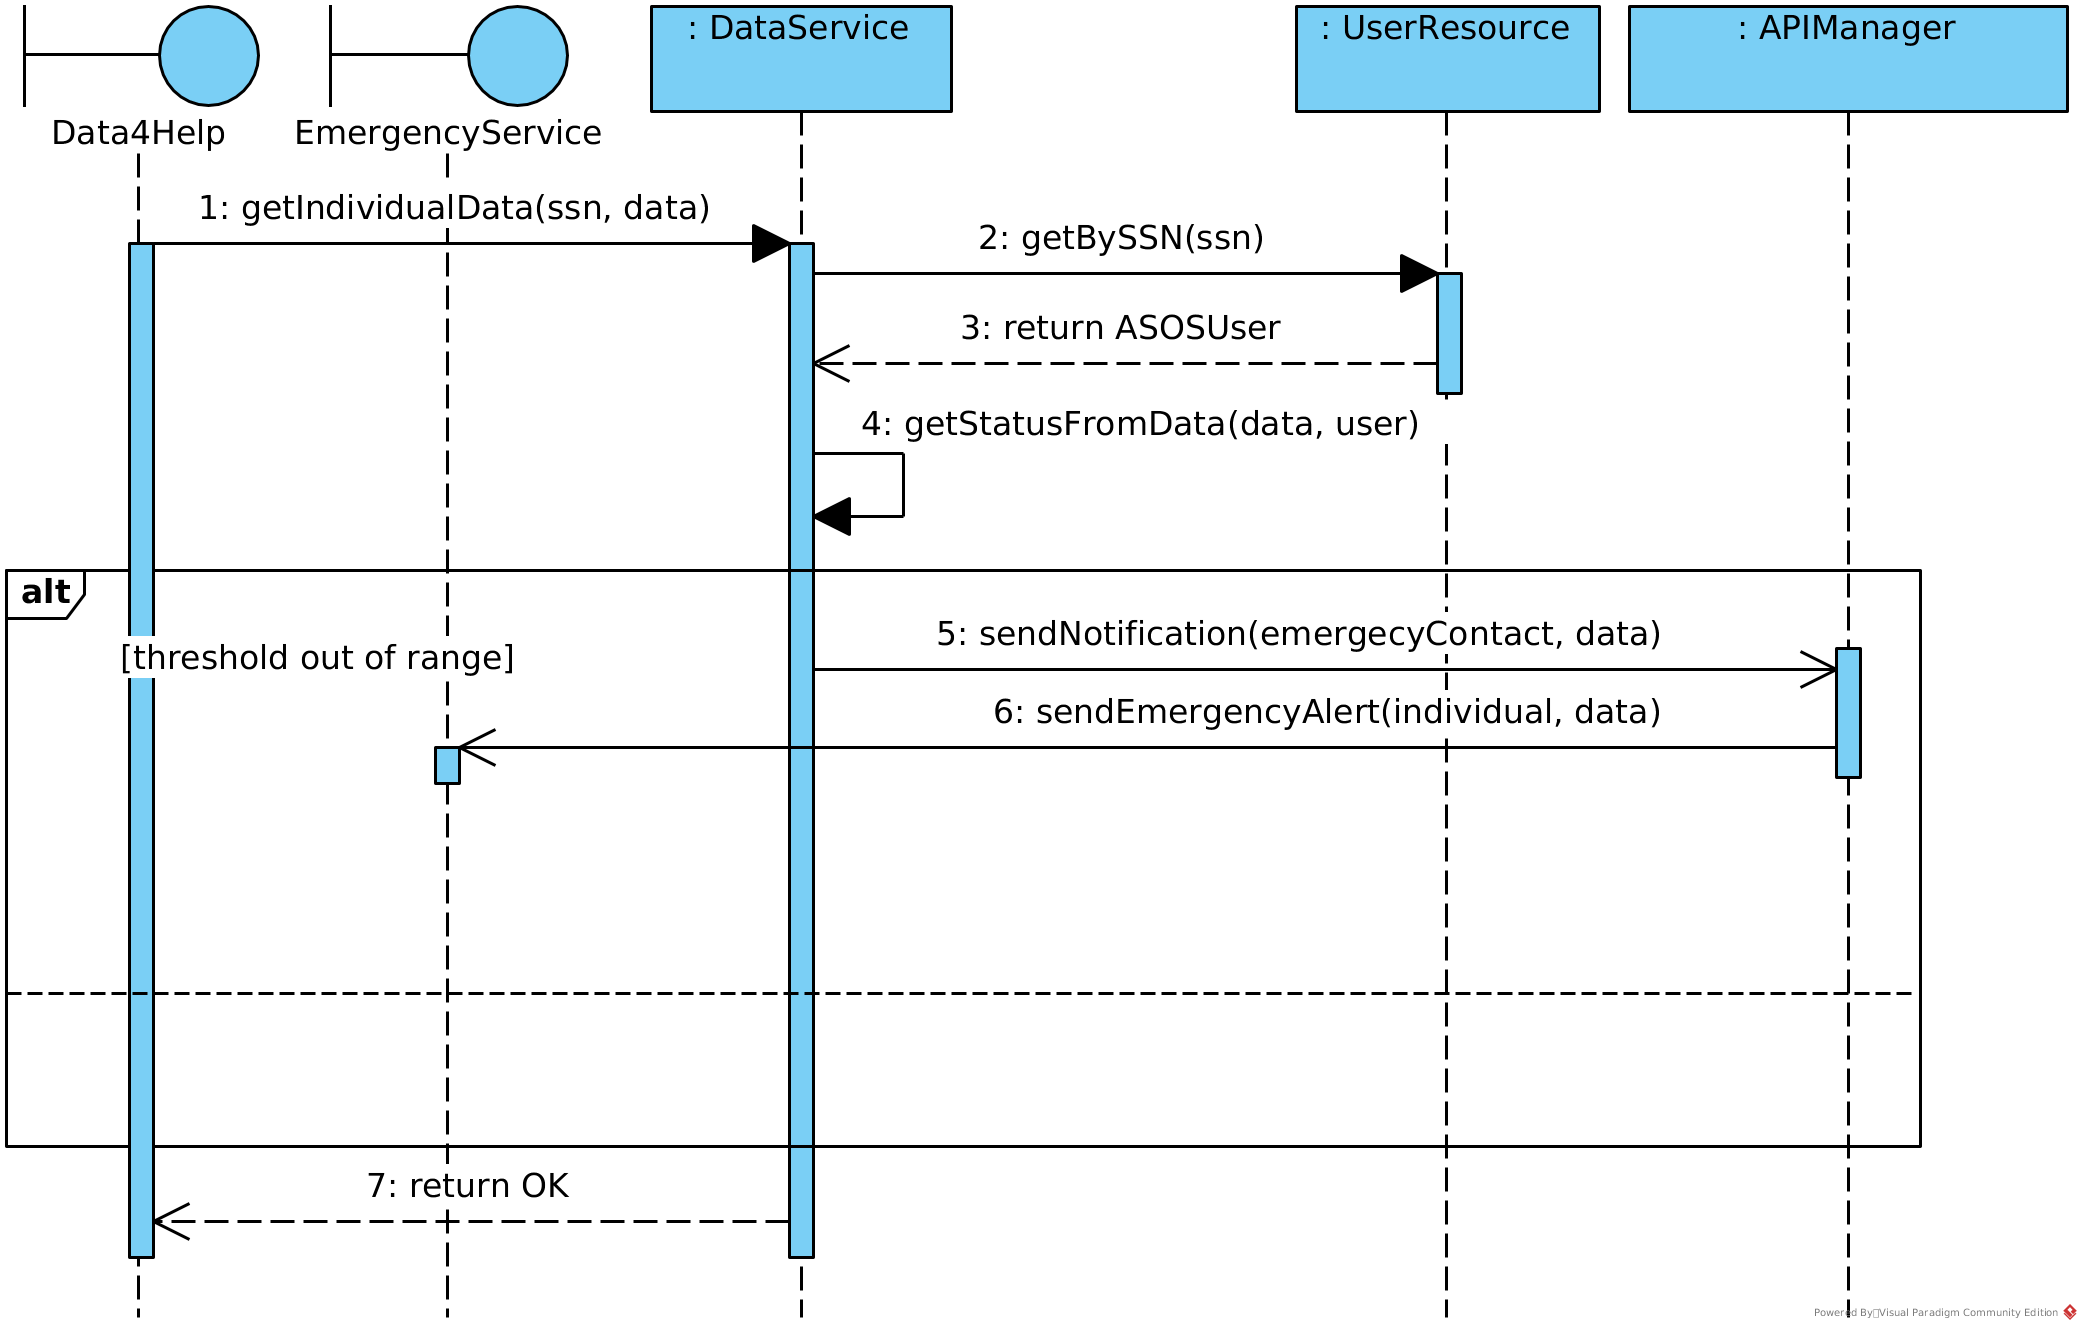 : DataService
: UserResource
: APIManager
Data4Help
EmergencyService
1: getIndividualData(ssn, data)
2: getBySSN(ssn)
3: return ASOSUser
4: getStatusFromData(data, user)
alt
5: sendNotification(emergecyContact, data)
[threshold out of range]
6: sendEmergencyAlert(individual, data)
7: return OK
Powered By Visual Paradigm Community Edition